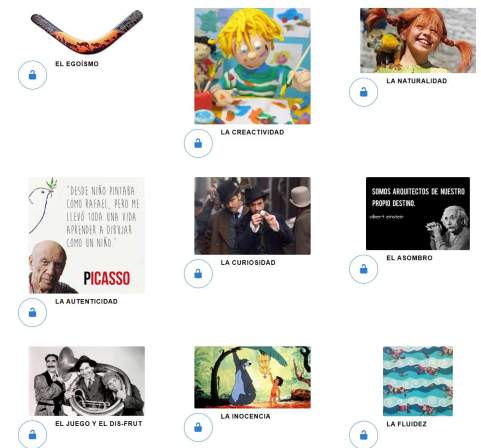 EL EGOÍSMO
LA CREACTIVIDAD
LA NATURALIDAD
"DESDE NIÑO PINTABA
COMO RAFAEL, PERO ME
LLEVÓ TODA UNA VIDA
APRENDER A DIBUJAR
COMO UN NIÑO."
PICASSO
LA AUTENTICIDAD
LA CURIOSIDAD
SOMOS ARQUITECTOS DE NUESTRO
PROPIO DESTINO.
albert einstein
EL ASOMBRO
EL JUEGO Y EL DIS-FRUT
LA INOCENCIA
LA FLUIDEZ